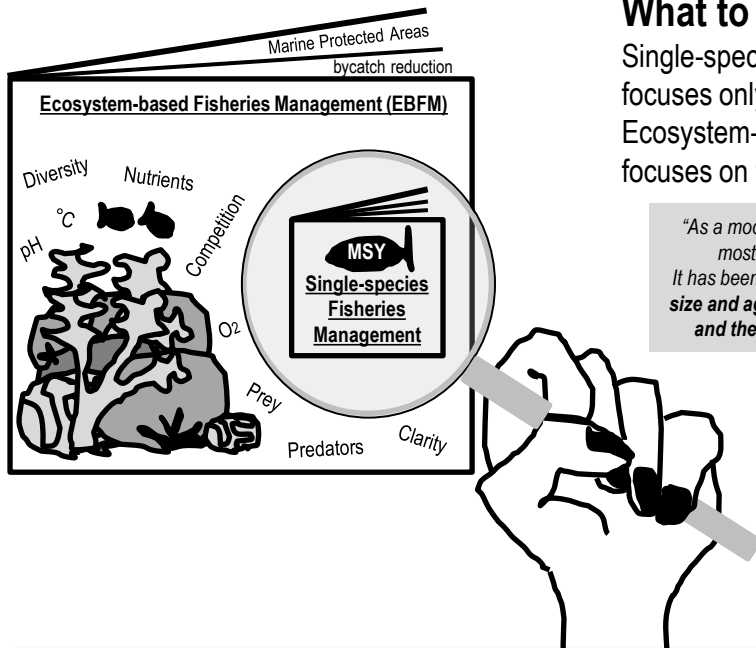 What to
Single-spec
focuses only
Ecosystem-
focuses on
Marine Protected Areas
bycatch reduction
Ecosystem-based Fisheries Management (EBFM)
Diversity
Nutrients
°C
pH
Competition
O2
Prey
Predators
Clarity
MSY
Single-species
Fisheries
Management
"As a mod
most
It has been
size and ag
and the